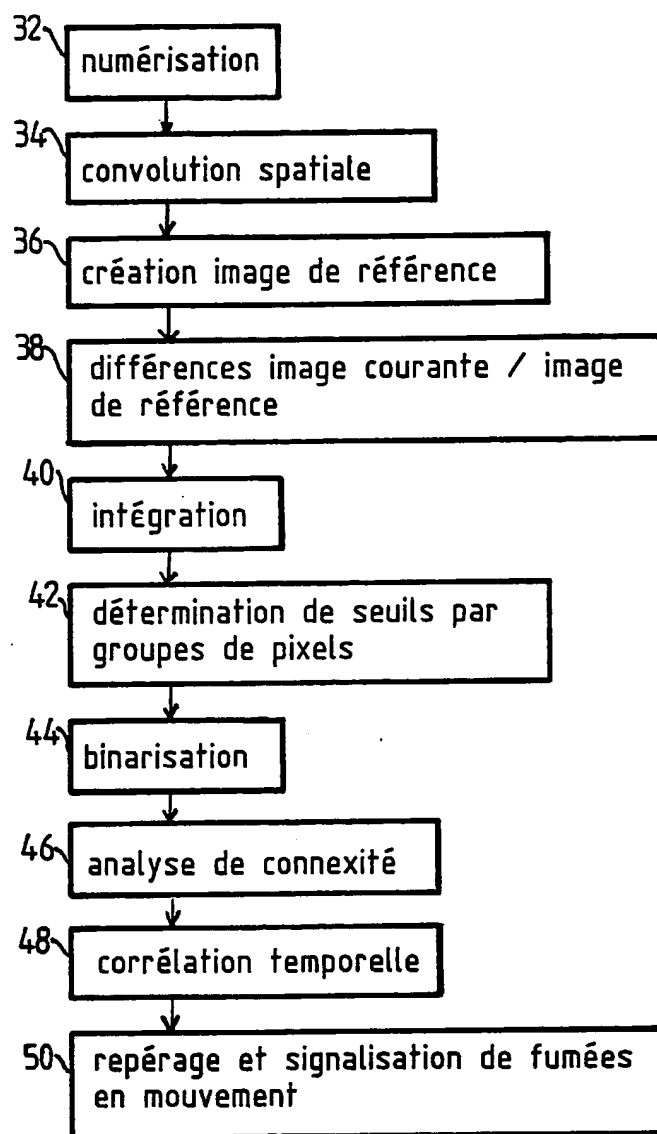 32
numérisation
34
convolution spatiale
36
création image de référence
38
différences image courante / image
de référence
40
intégration
42
détermination de seuils par
groupes de pixels
44
binarisation
46
analyse de connexité
48
corrélation temporelle
50
repérage et signalisation de fumées
en mouvement